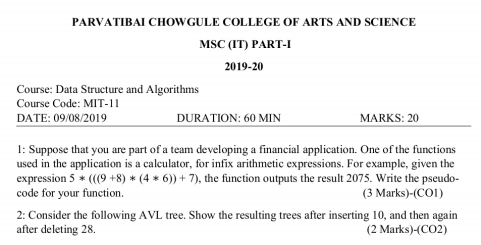 PARVATIBAI CHOWGULE COLLEGE OF ARTS AND SCIENCE
MSC (IT) PART-I
2019-20
Course: Data Structure and Algorithms
Course Code: MIT-11
DATE: 09/08/2019 DURATION: 60 MIN MARKS: 20
1: Suppose that you are part of a team developing a financial application. One of the functions
used in the application is a calculator, for infix arithmetic expressions. For example, given the
expression 5 * (((9 +8) * (4 * 6)) + 7), the function outputs the result 2075. Write the pseudo-
code for your function. (3 Marks)-(CO1)
2: Consider the following AVL tree. Show the resulting trees after inserting 10, and then again
after deleting 28. (2 Marks)-(CO2)